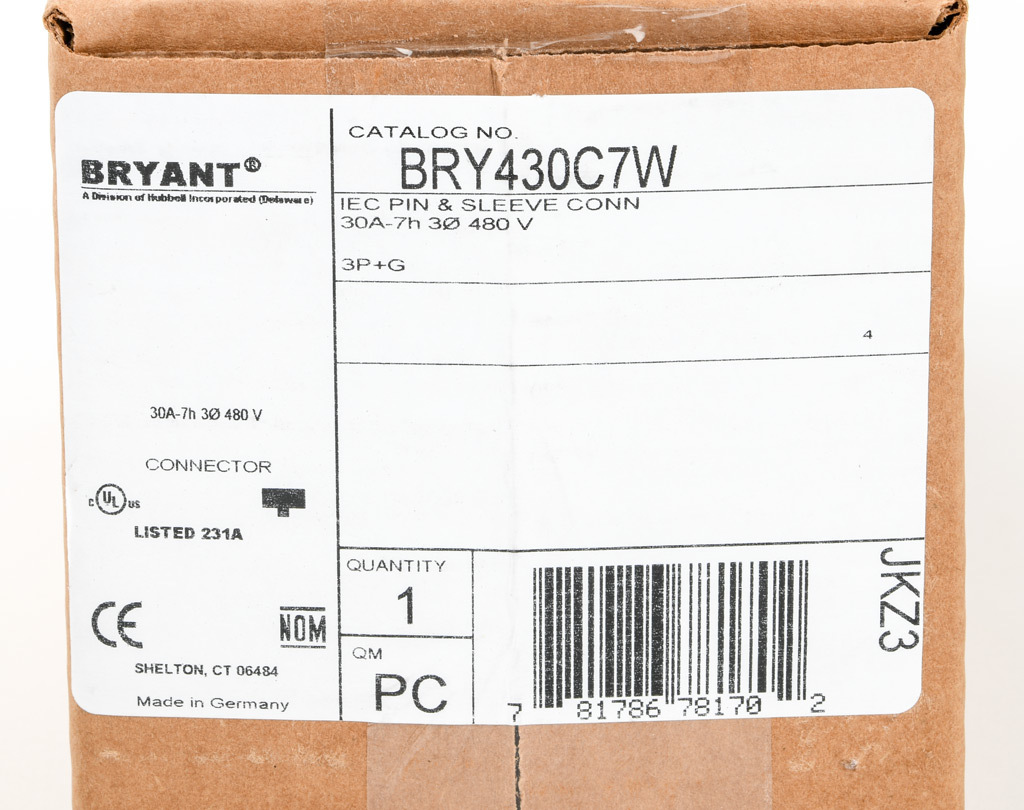 BRYANT®
A Division of Hubbell Incorporated (Delaware)
30A-7h 3Ø 480 V
CONNECTOR
C UL US
LISTED 231A
CE
NOM
SHELTON, CT 06484
Made in Germany
CATALOG NO.
BRY430C7W
IEC PIN & SLEEVE CONN
30A-7h 3Ø 480 V
3P+G
4
QUANTITY
1
QM
PC
7 81786 78170 2
JKZ3